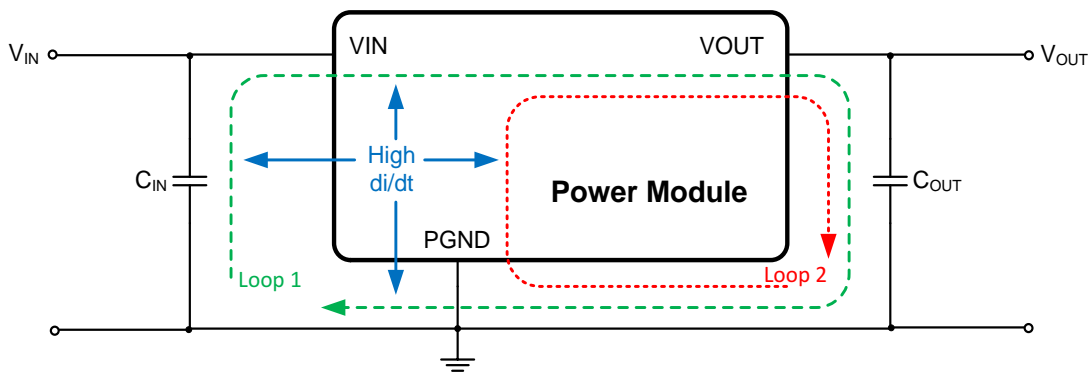 VIN
VIN
VOUT
VOUT
High
di/dt
CIN
Power Module
COUT
PGND
Loop 1
Loop 2